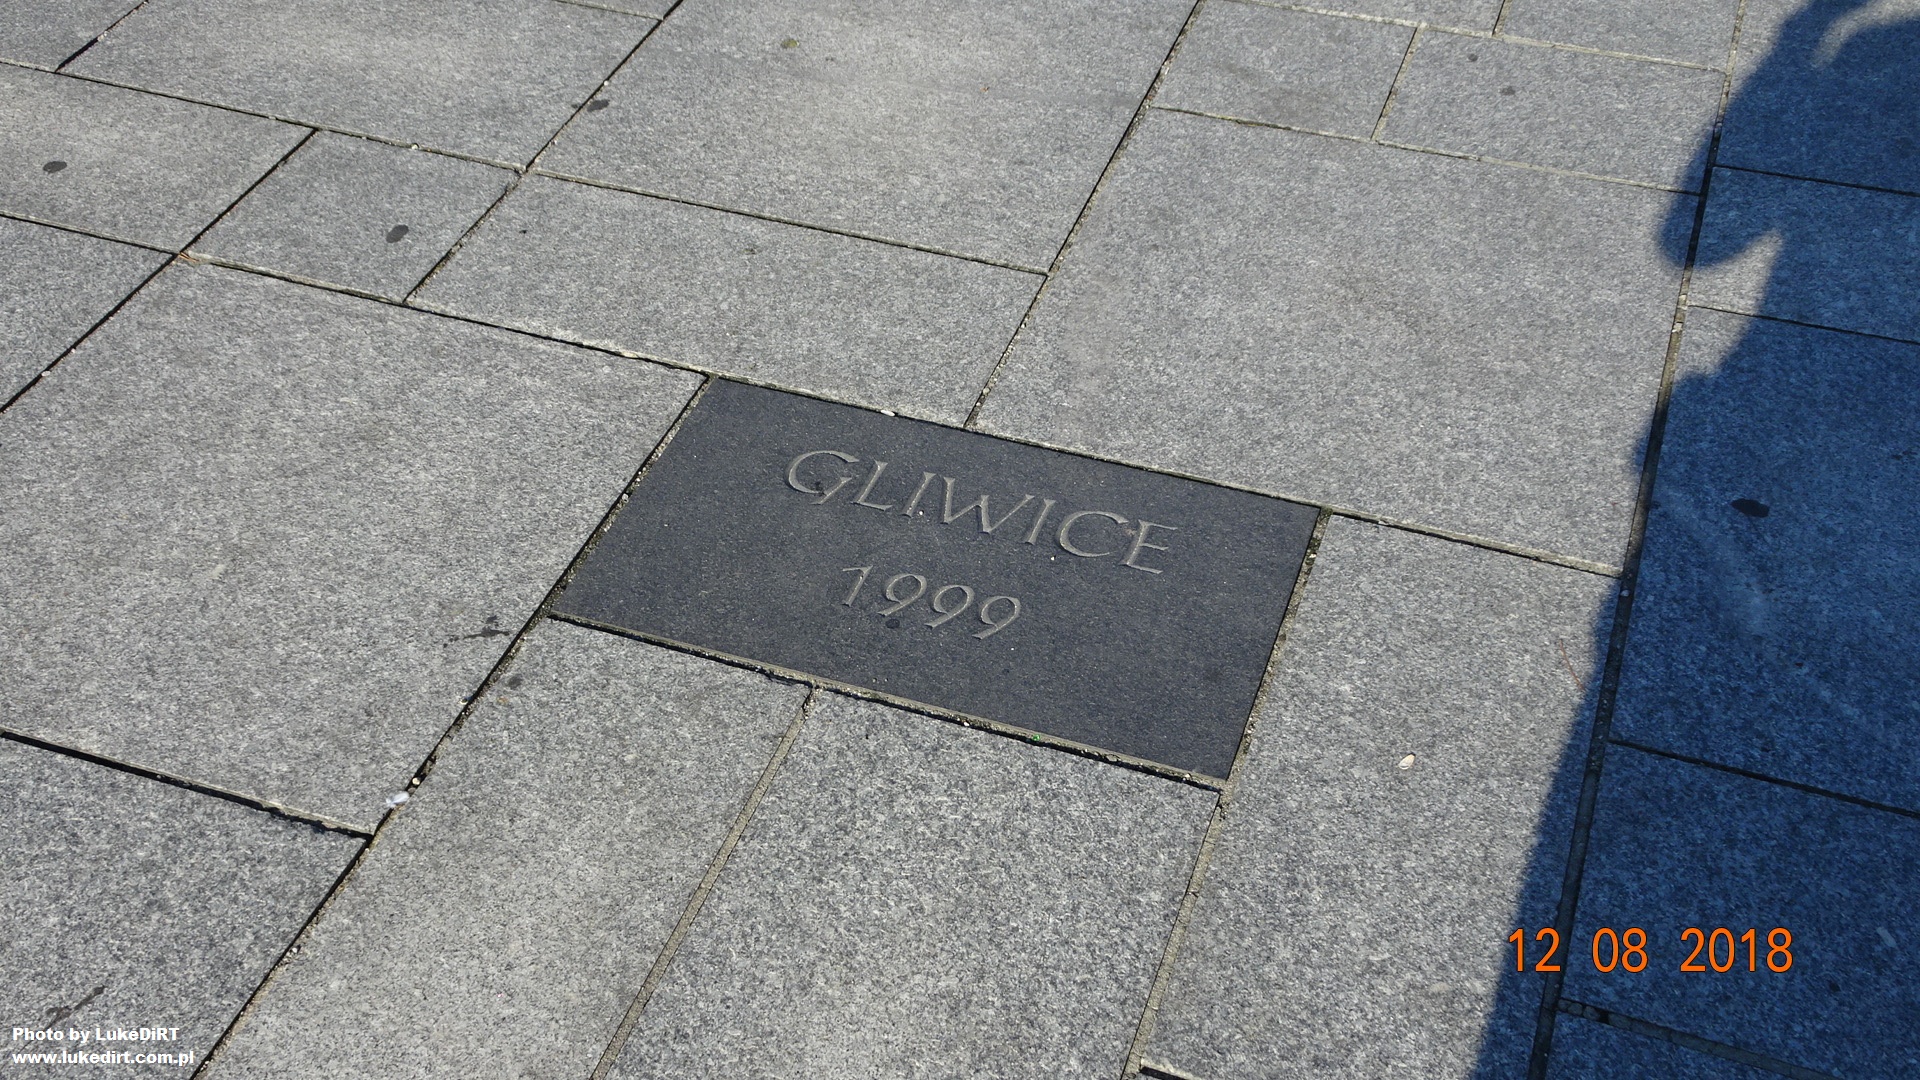 GLIWICE
1999
12 08 2018
Photo by LukeDiRT
www.lukedirt.com.pl